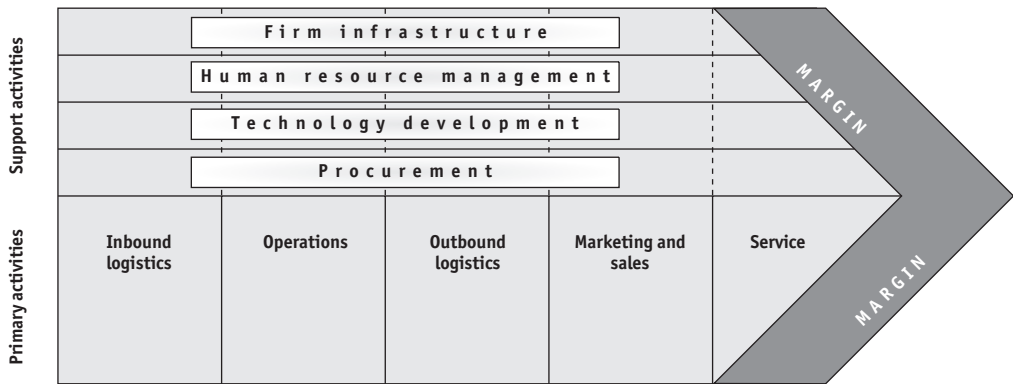 Support activities
Firm infrastructure
Human resource management
Technology development
Procurement
MARGIN
Primary activities
Inbound
logistics
Operations
Outbound
logistics
Marketing and
sales
Service
MARGIN